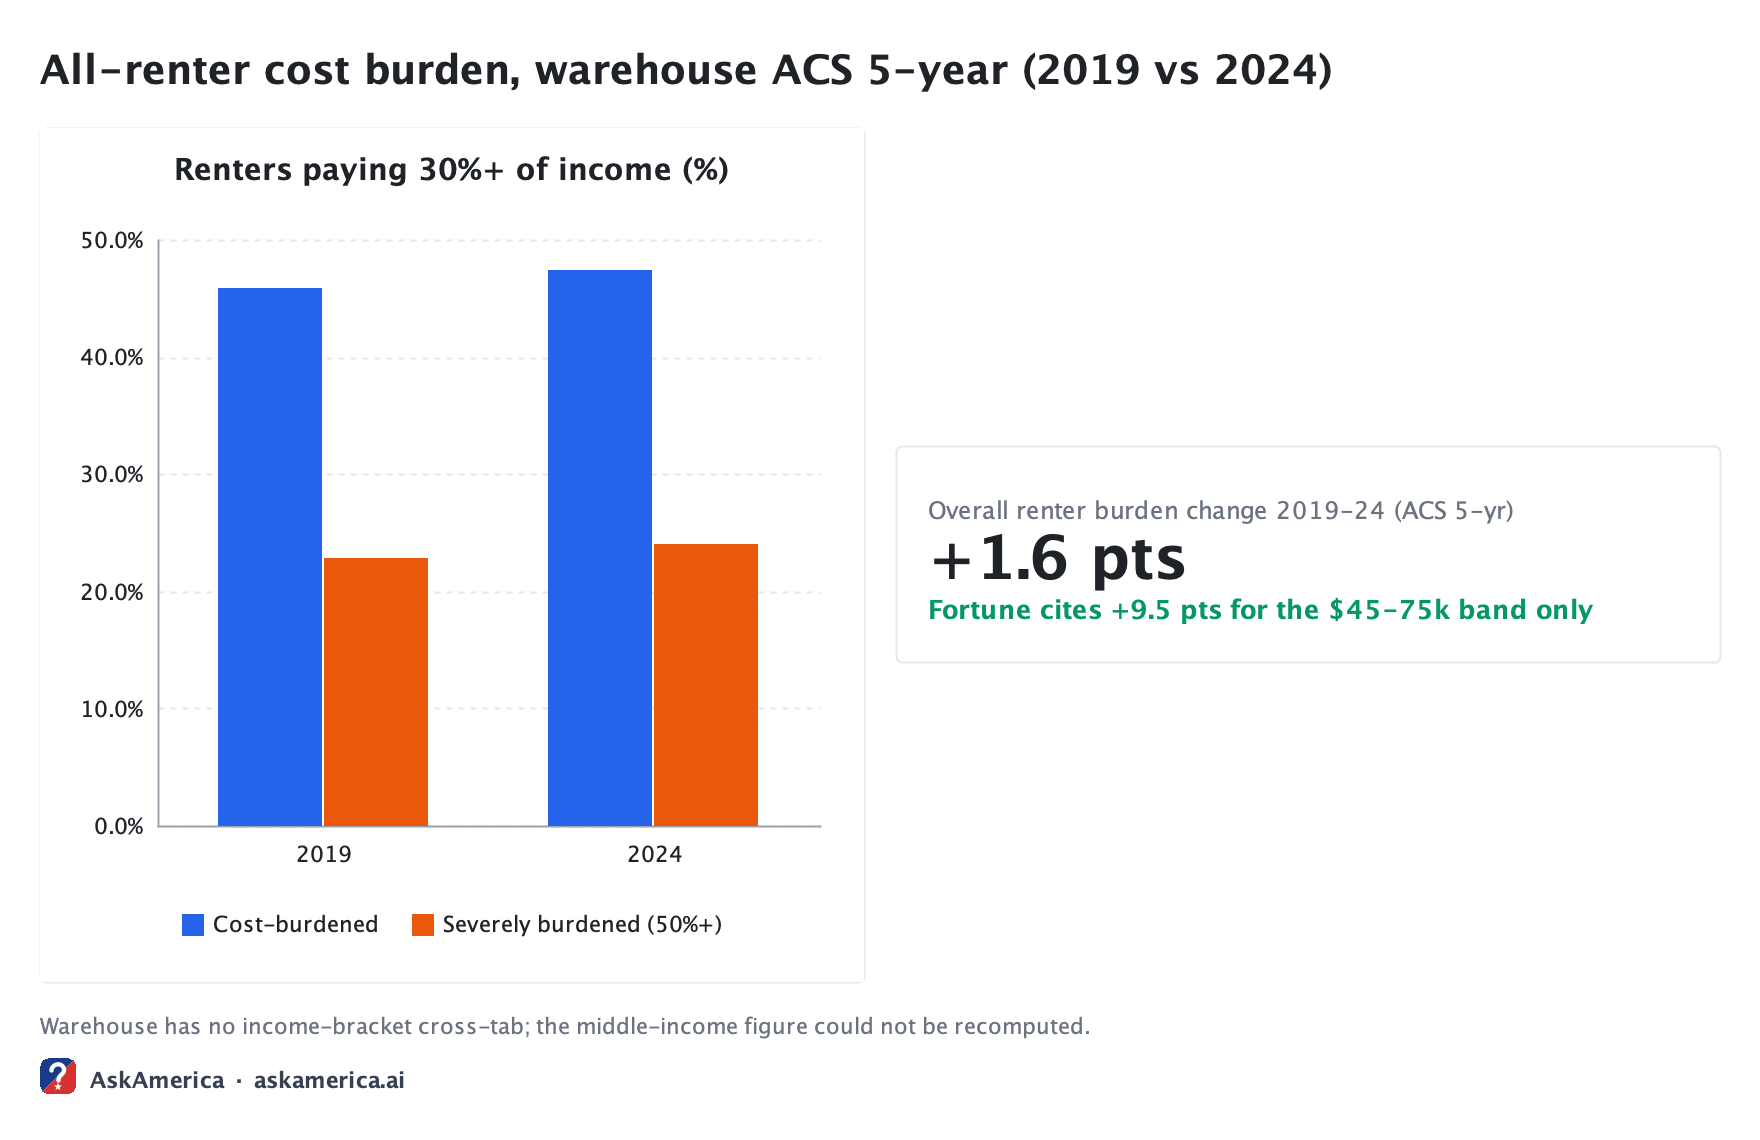 All-renter cost burden, warehouse ACS 5-year (2019 vs 2024)
Renters paying 30%+ of income (%)
50.0%
40.0%
30.0%
20.0%
10.0%
0.0%
2019
2024
Cost-burdened
Severely burdened (50%+)
Overall renter burden change 2019-24 (ACS 5-yr)
+1.6 pts
Fortune cites +9.5 pts for the $45-75k band only
Warehouse has no income-bracket cross-tab; the middle-income figure could not be recomputed.
AskAmerica · askamerica.ai